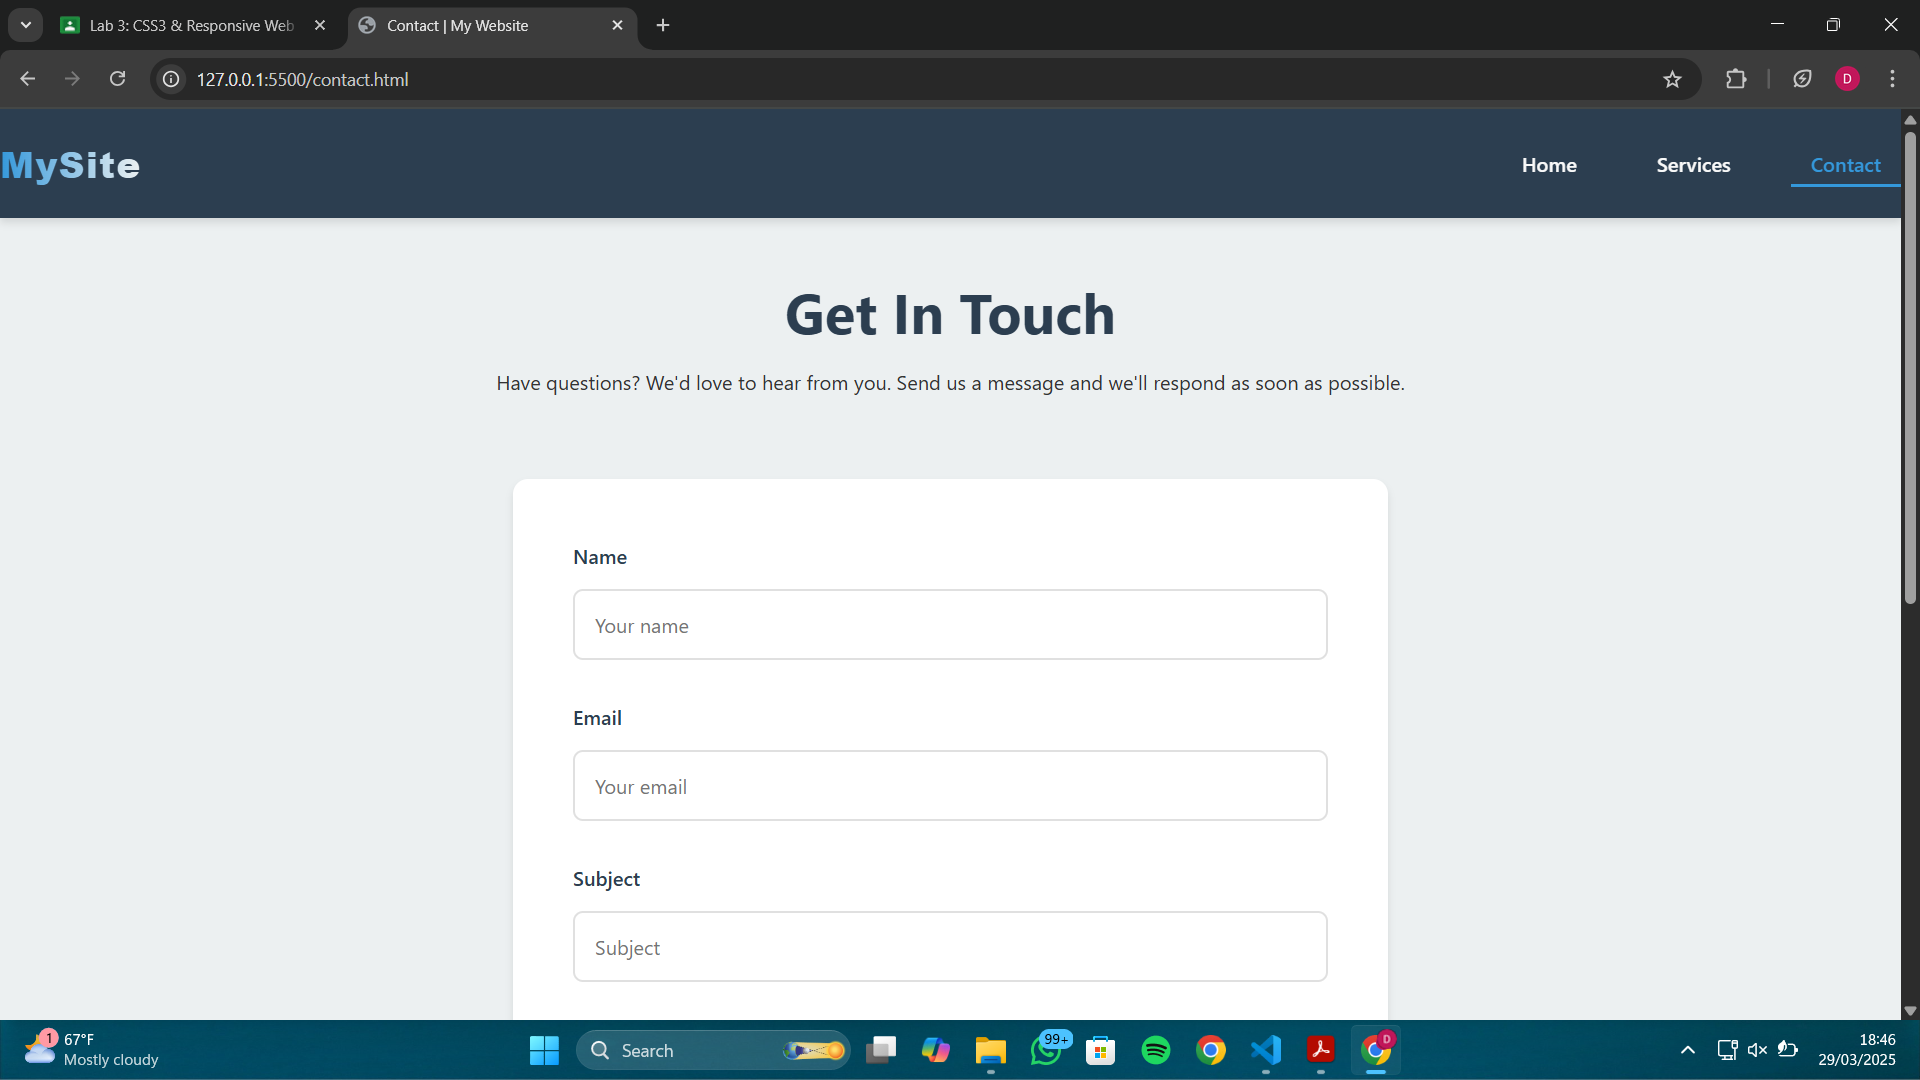 Lab 3: CSS3 & Responsive Web
Contact | My Website
127.0.0.1:5500/contact.html
D
MySite
Home
Services
Contact
Get In Touch
Have questions? We'd love to hear from you. Send us a message and we'll respond as soon as possible.
Name
Your name
Email
Your email
Subject
Subject
1
67°F
Mostly cloudy
Search
99+
D
18:46
29/03/2025